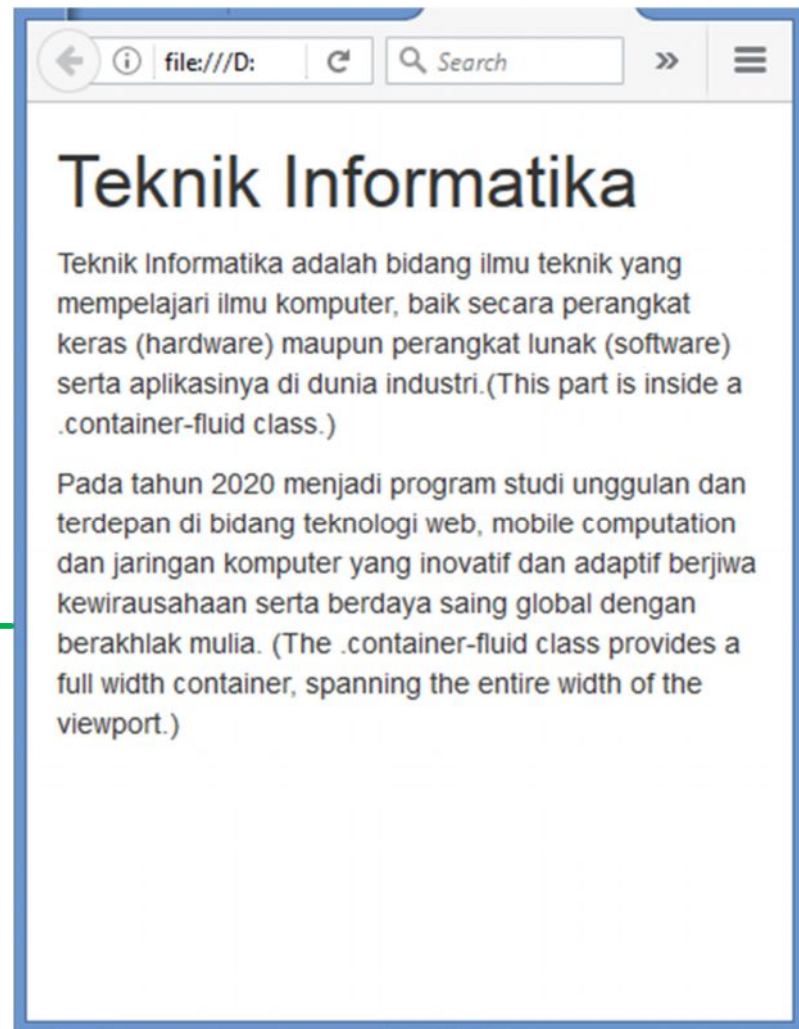 file:///D:
Search
Teknik Informatika
Teknik Informatika adalah bidang ilmu teknik yang
mempelajari ilmu komputer, baik secara perangkat
keras (hardware) maupun perangkat lunak (software)
serta aplikasinya di dunia industri.(This part is inside a
.container-fluid class.)
Pada tahun 2020 menjadi program studi unggulan dan
terdepan di bidang teknologi web, mobile computation
dan jaringan komputer yang inovatif dan adaptif berjiwa
kewirausahaan serta berdaya saing global dengan
berakhlak mulia. (The .container-fluid class provides a
full width container, spanning the entire width of the
viewport.)